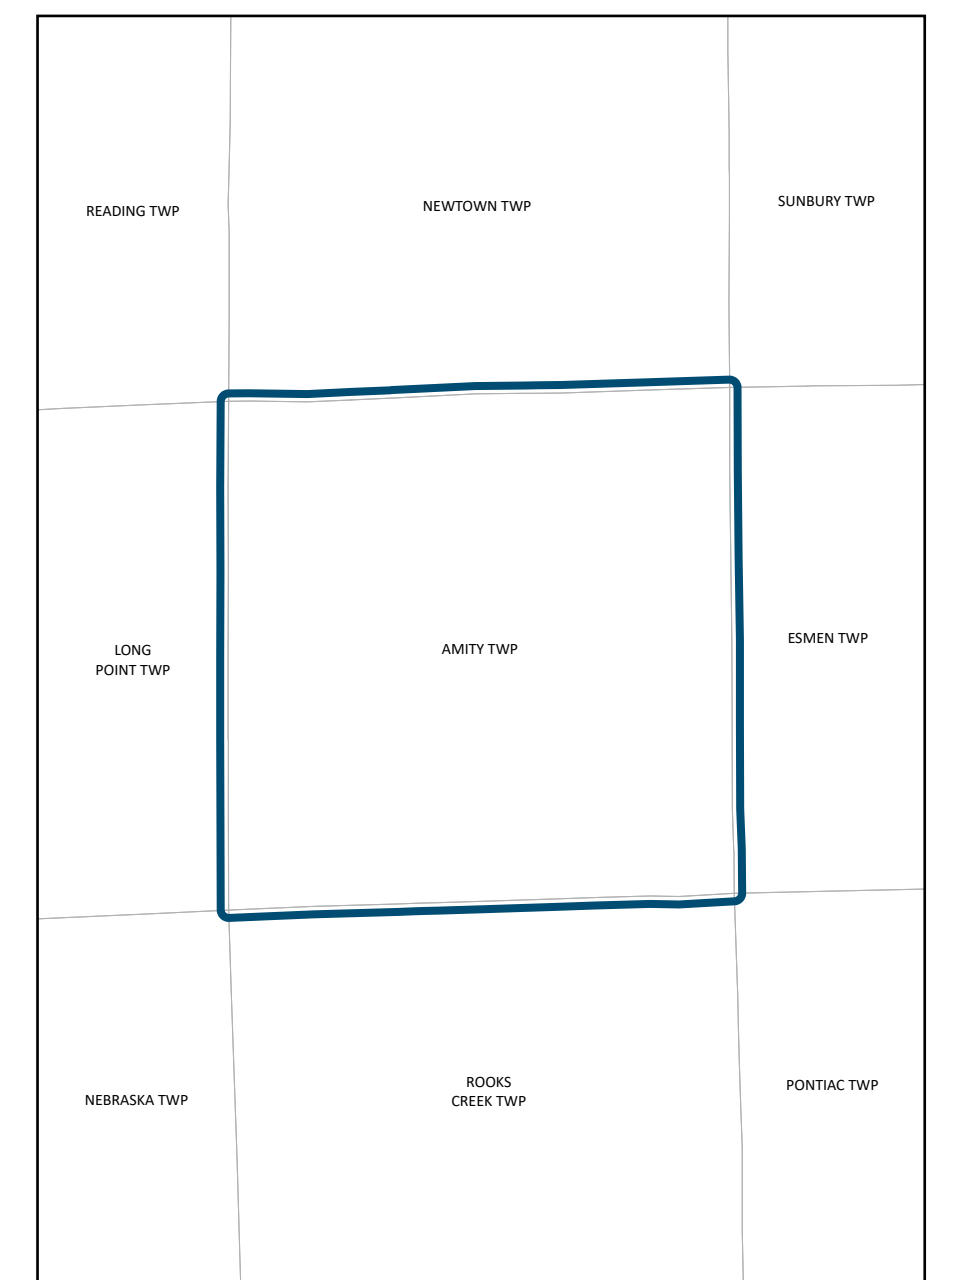 READING TWP
NEWTOWN TWP
SUNBURY TWP
LONG
POINT TWP
AMITY TWP
ESMEN TWP
NEBRASKA TWP
ROOKS
CREEK TWP
PONTIAC TWP